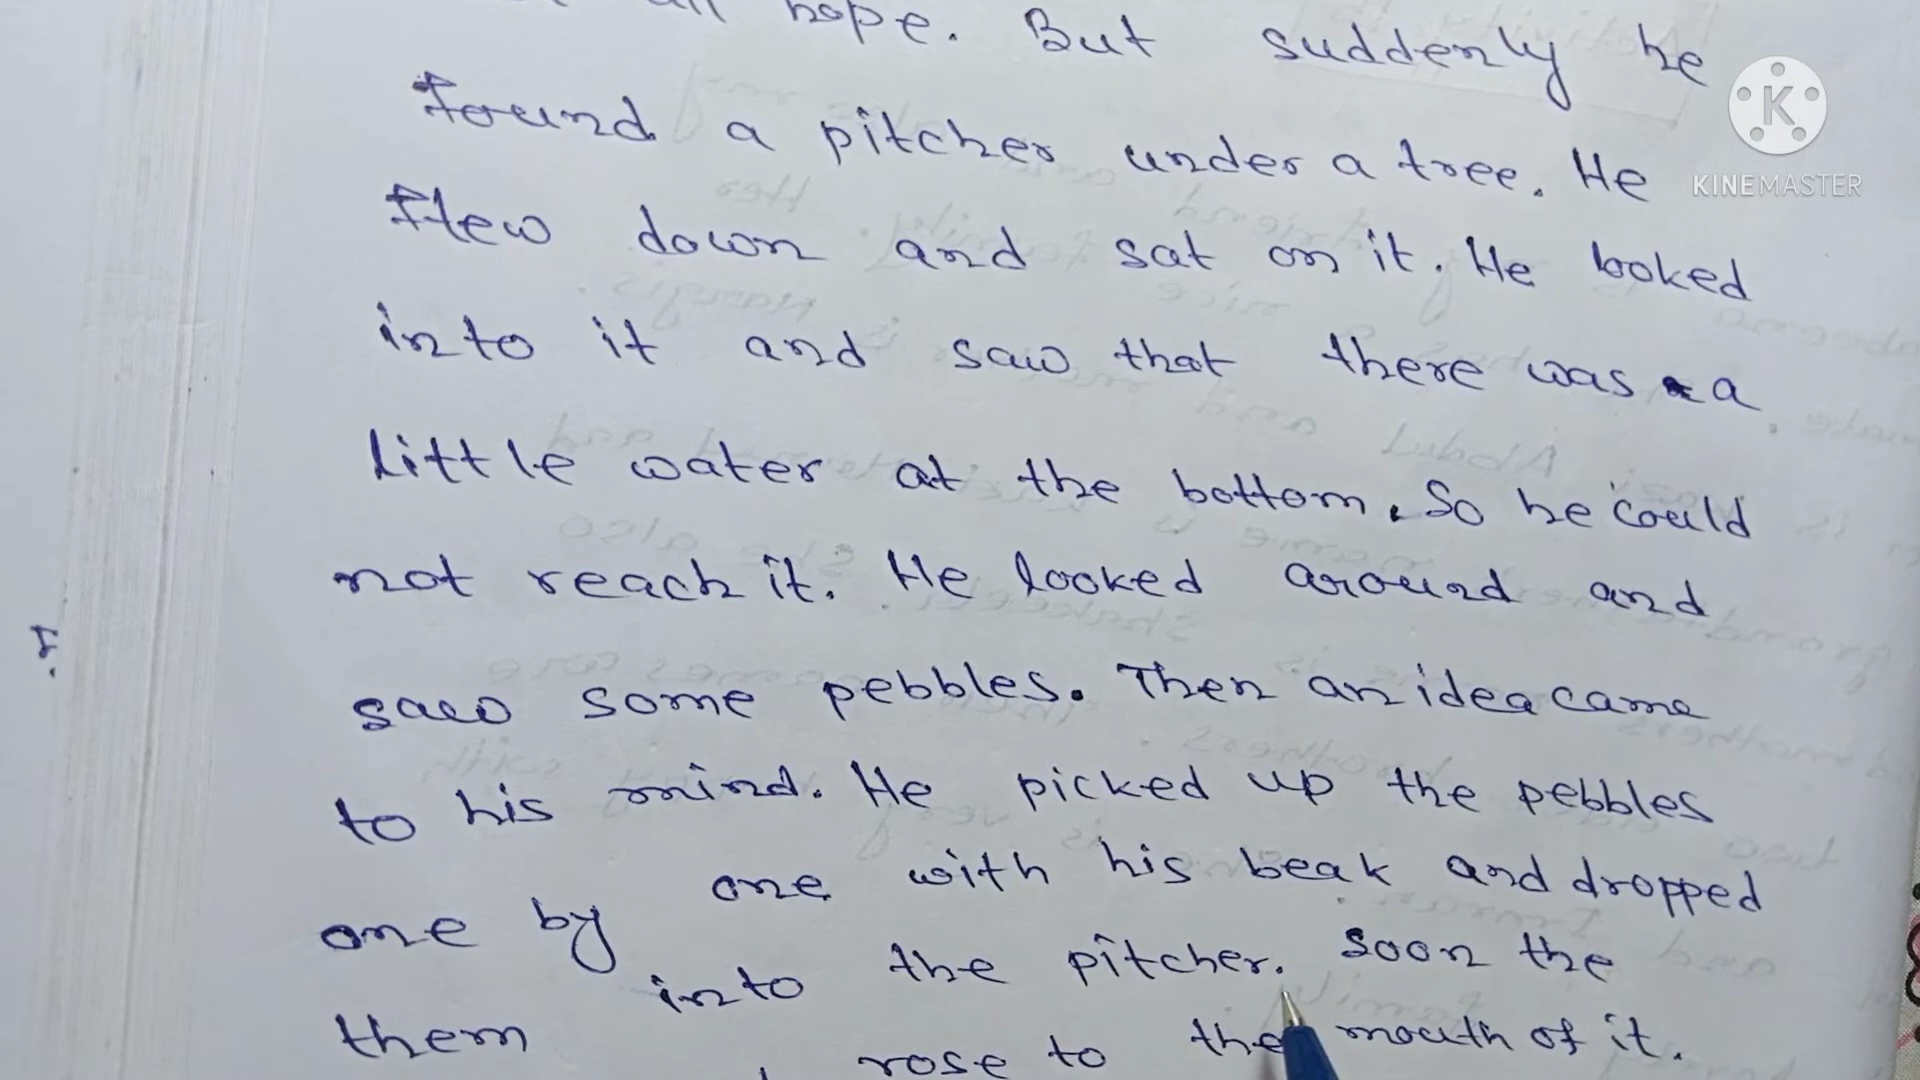 all hope. But suddenly he
found a pitcher under a tree. He
flew down and sat on it. He looked
into it and saw that there was a
little water at the bottom. So he could
not reach it. He looked around and
saw some pebbles. Then an idea came
to his mind. He picked up the pebbles
one by one with his beak and dropped
them into the pitcher. Soon the
rose to the mouth of it.
KINEMASTER